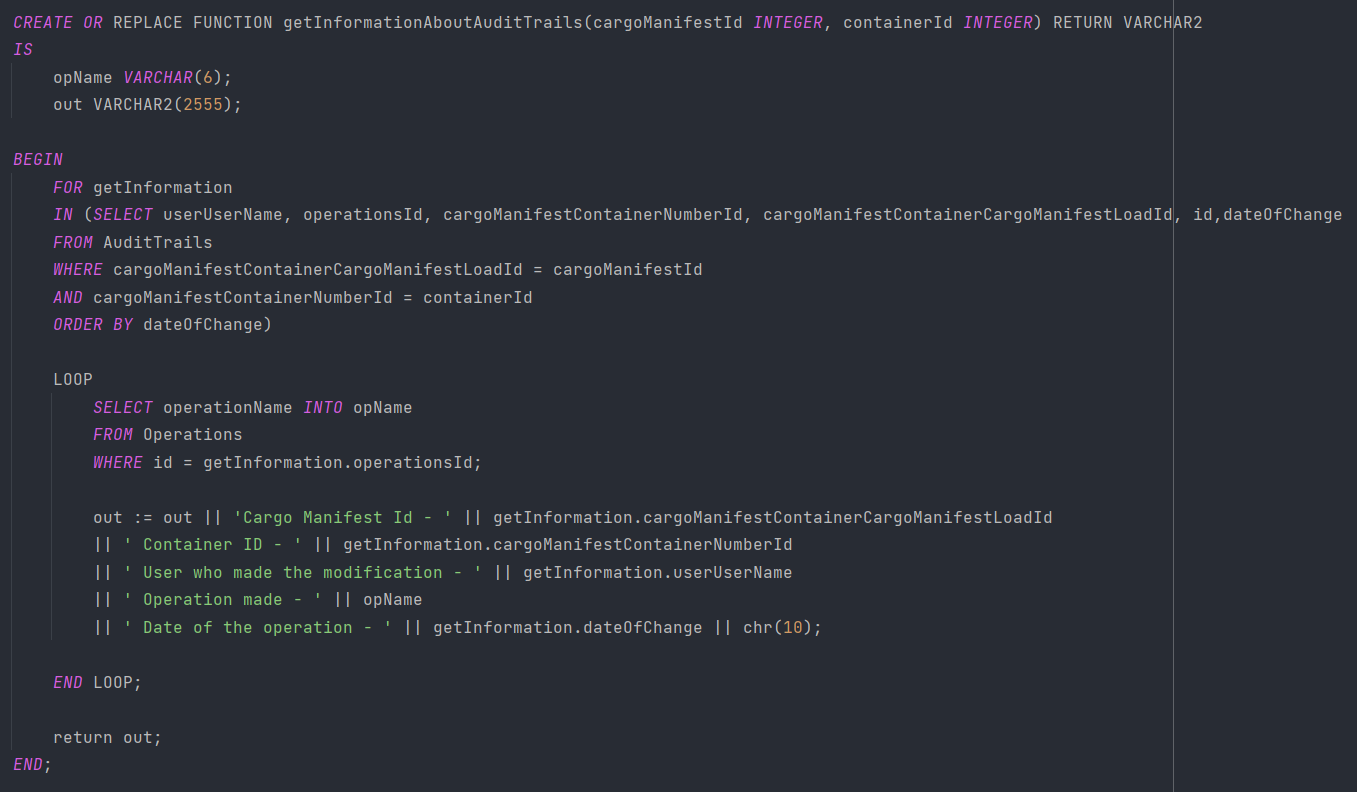 CREATE OR REPLACE FUNCTION getInformationAboutAuditTrails(cargoManifestId INTEGER, containerId INTEGER) RETURN VARCHAR2
IS
    opName VARCHAR(6);
    out VARCHAR2(2555);

BEGIN
    FOR getInformation
    IN (SELECT userUserName, operationsId, cargoManifestContainerNumberId, cargoManifestContainerCargoManifestLoadId, id,dateOfChange
    FROM AuditTrails
    WHERE cargoManifestContainerCargoManifestLoadId = cargoManifestId
    AND cargoManifestContainerNumberId = containerId
    ORDER BY dateOfChange)

    LOOP
        SELECT operationName INTO opName
        FROM Operations
        WHERE id = getInformation.operationsId;

        out := out || 'Cargo Manifest Id - ' || getInformation.cargoManifestContainerCargoManifestLoadId
        || ' Container ID - ' || getInformation.cargoManifestContainerNumberId
        || ' User who made the modification - ' || getInformation.userUserName
        || ' Operation made - ' || opName
        || ' Date of the operation - ' || getInformation.dateOfChange || chr(10);

    END LOOP;

    return out;
END;